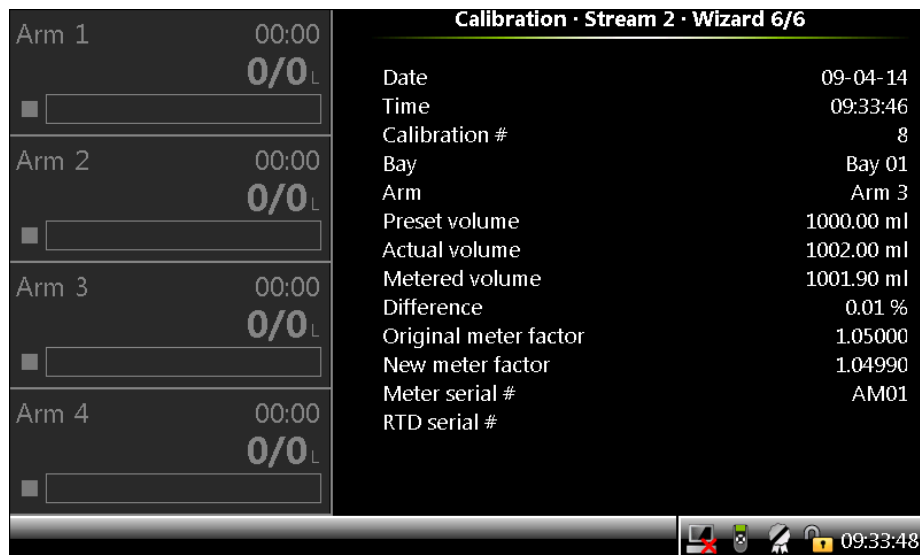 Arm 1 00:00
0/0 L
Arm 2 00:00
0/0 L
Arm 3 00:00
0/0 L
Arm 4 00:00
0/0 L
Calibration · Stream 2 · Wizard 6/6
Date 09-04-14
Time 09:33:46
Calibration # 8
Bay Bay 01
Arm Arm 3
Preset volume 1000.00 ml
Actual volume 1002.00 ml
Metered volume 1001.90 ml
Difference 0.01 %
Original meter factor 1.05000
New meter factor 1.04990
Meter serial # AM01
RTD serial #
09:33:48